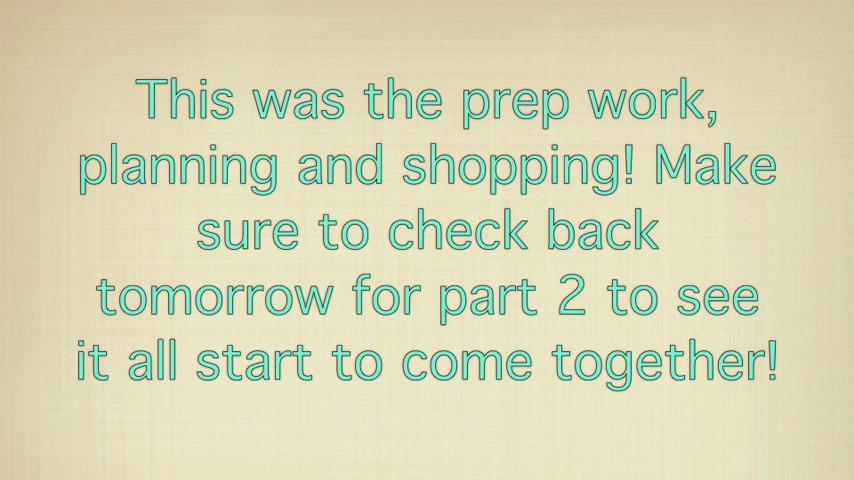 This was the prep work,
planning and shopping! Make
sure to check back
tomorrow for part 2 to see
it all start to come together!